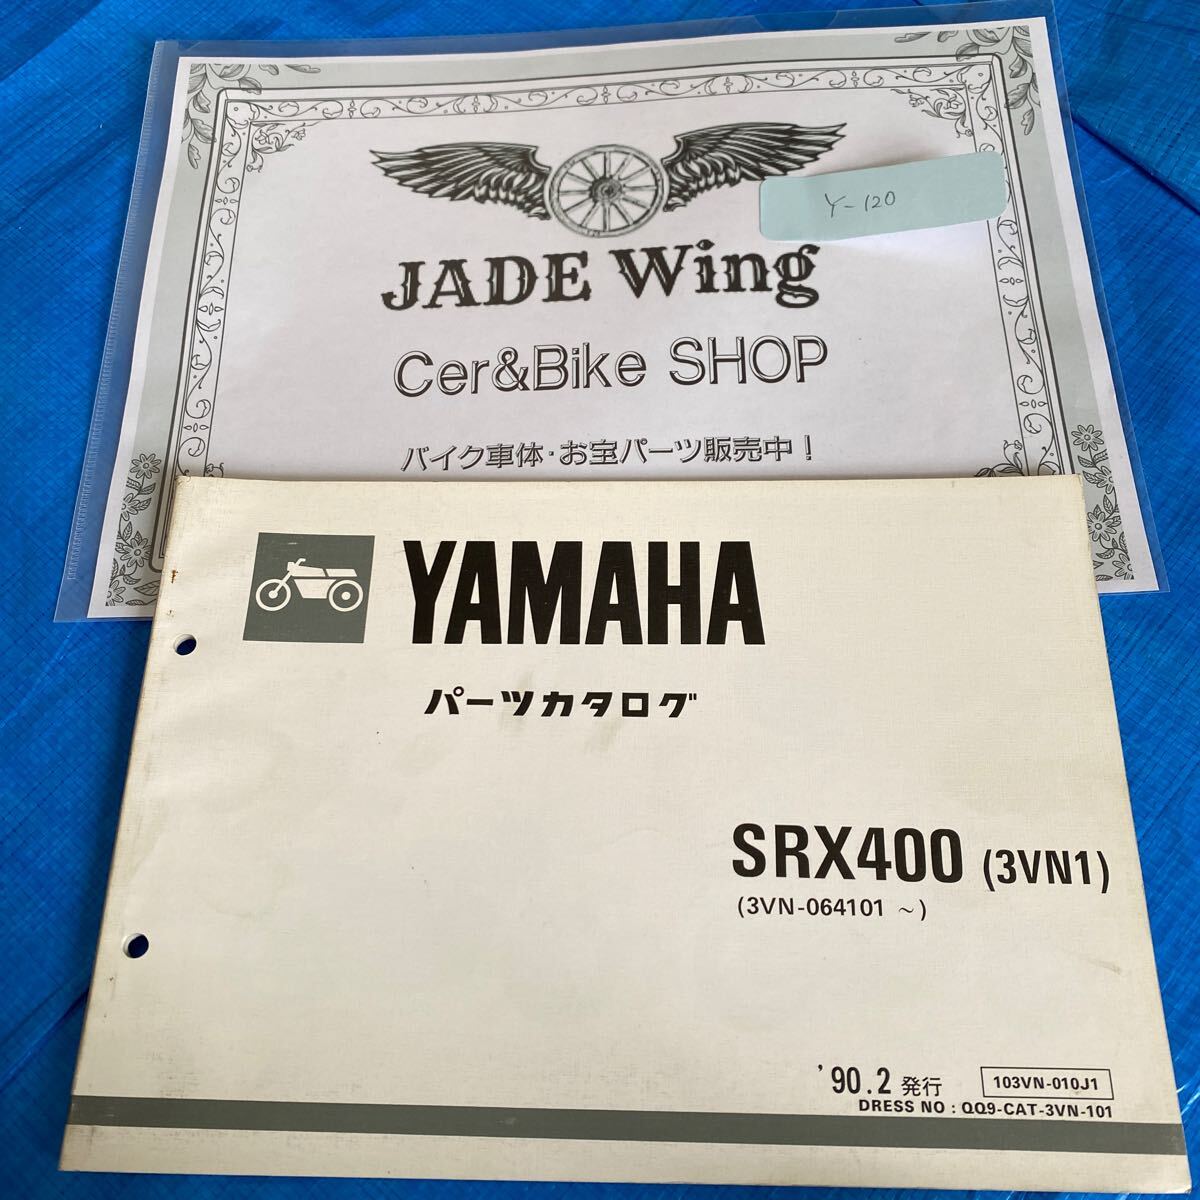 Y-120
JADE Wing
Cer&Bike SHOP
バイク車体・お宝パーツ販売中！
YAMAHA
パーツカタログ
SRX400 (3VN1)
(3VN-064101 ～)
'90.2 発行 103VN-010J1
DRESS NO : QQ9-CAT-3VN-101